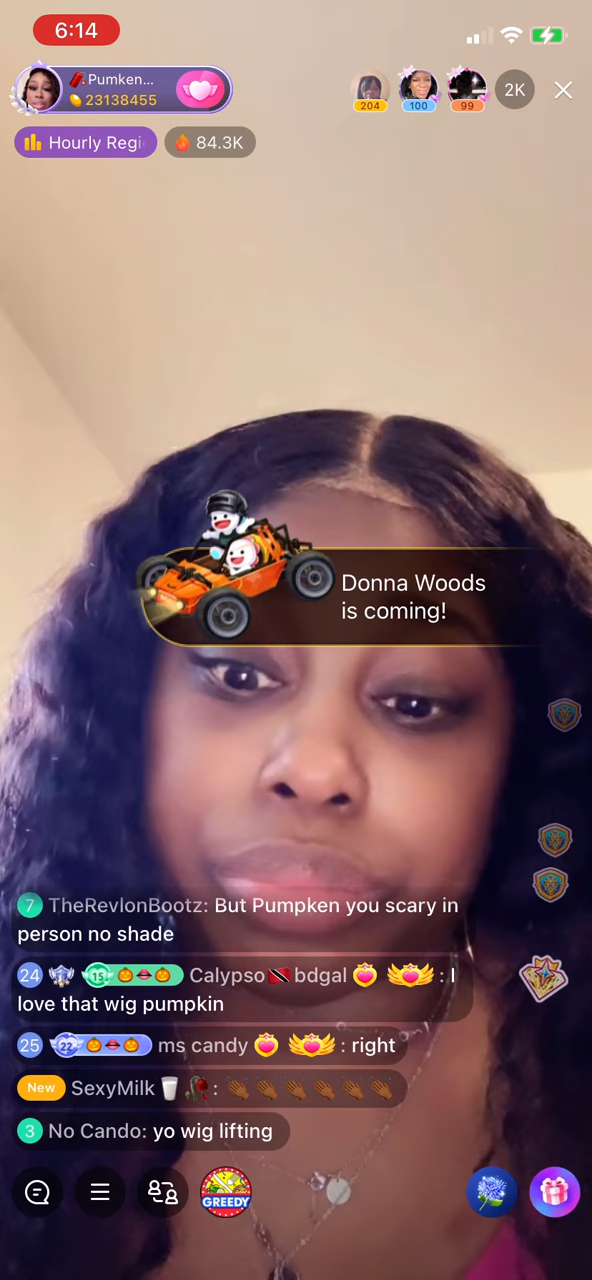 6:14
Pumken...
23138455
204
100
99
2K
Hourly Regi
84.3K
Donna Woods
is coming!
7 TheRevlonBootz: But Pumpken you scary in
person no shade
24 15 Calypso🇹🇹bdgal : I
love that wig pumpkin
25 22 ms candy : right
New SexyMilk🥛🥀: 👏🏾👏🏾👏🏾👏🏾👏🏾👏🏾
3 No Cando: yo wig lifting
GREEDY